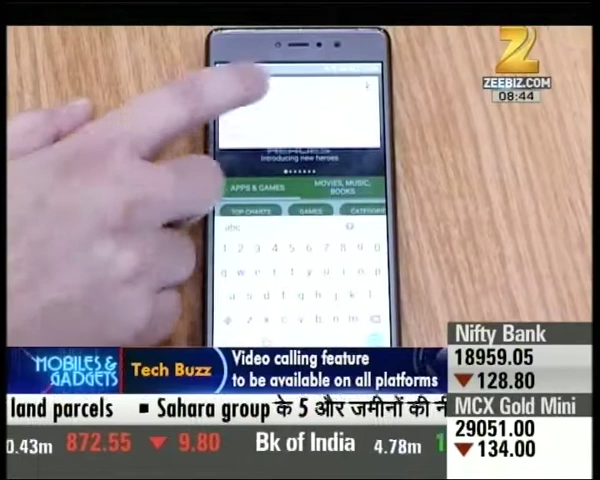 Z
ZEEBIZ.COM
08:44
Introducing new heroes
APPS & GAMES
MOVIES, MUSIC, BOOKS
TOP CHARTS
GAMES
CATEGORIE
abc
1 2 3 4 5 6 7 8 9 0
q w e r t y u i o p
a s d f g h j k l
z x c v b n m
MOBILES & GADGETS
Tech Buzz
Video calling feature
to be available on all platforms
Nifty Bank
18959.05
128.80
land parcels ▪ Sahara group के 5 और जमीनों की
MCX Gold Mini
29051.00
134.00
0.43m 872.55 9.80 Bk of India 4.78m 1